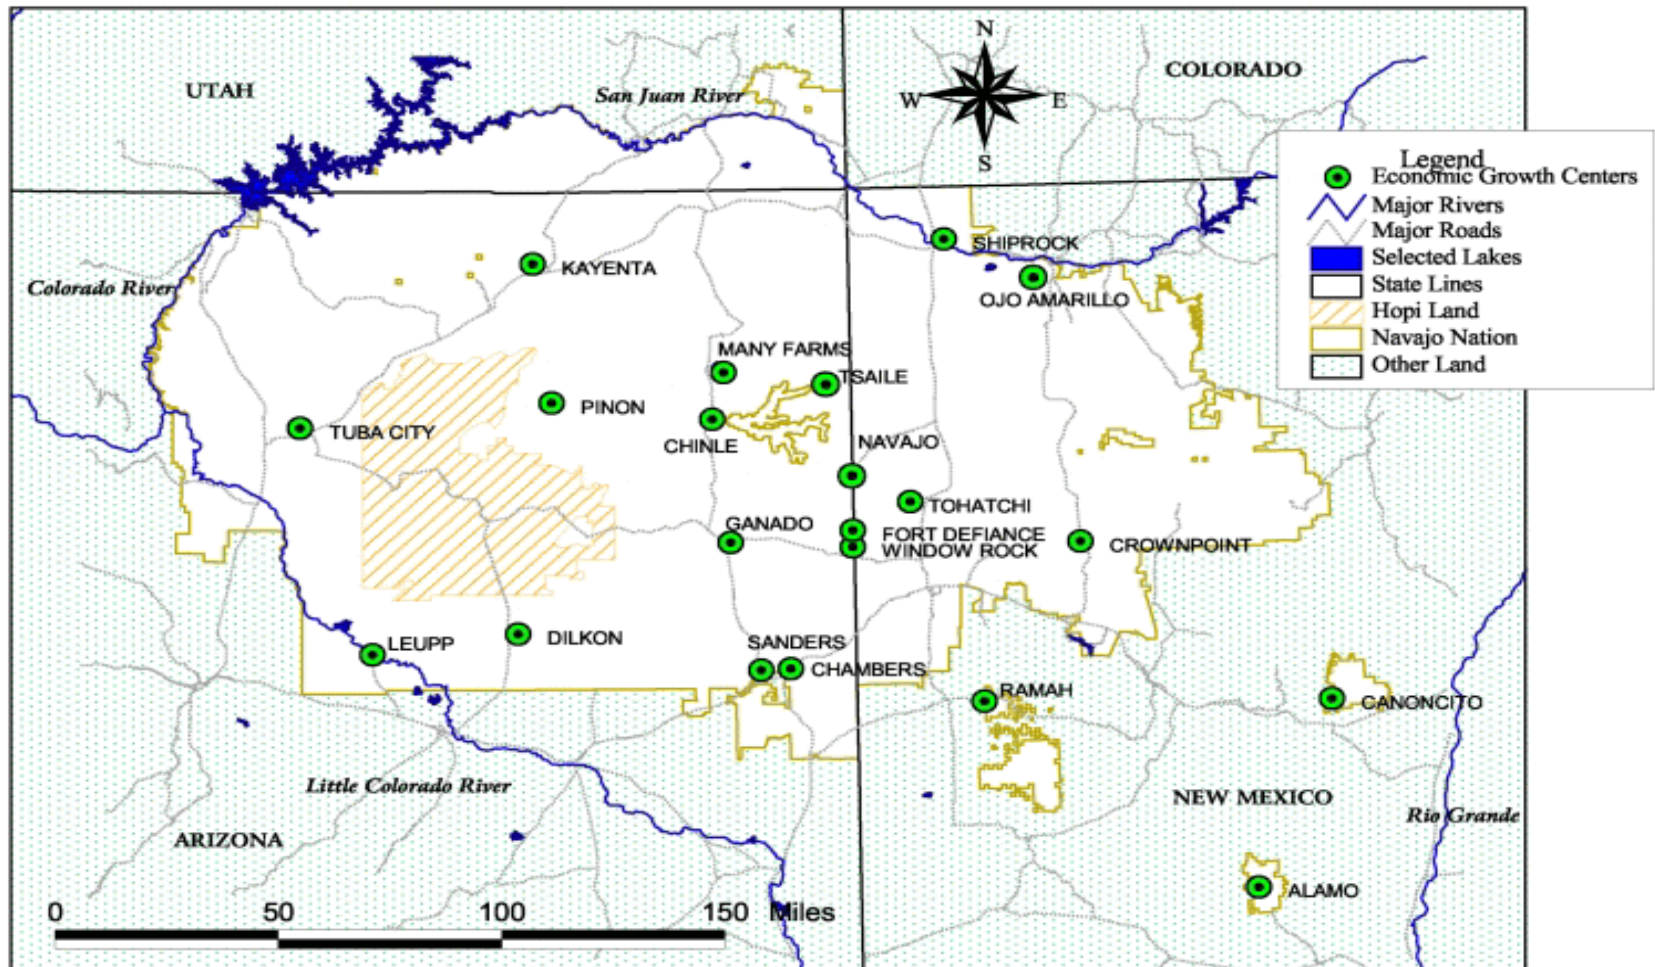 N
UTAH
COLORADO
San Juan River
W
E
S
Legend
Economic Growth Centers
Major Rivers
Major Roads
Selected Lakes
State Lines
Hopi Land
Navajo Nation
Other Land
SHIPROCK
KAYENTA
Colorado River
OJO AMARILLO
MANY FARMS
TSAILE
PINON
TUBA CITY
CHINLE
NAVAJO
TOHATCHI
GANADO
FORT DEFIANCE
WINDOW ROCK
CROWNPOINT
LEUPP
DILKON
SANDERS
CHAMBERS
RAMAH
CANONCITO
Little Colorado River
NEW MEXICO
Rio Grande
ARIZONA
ALAMO
0 50 100 150 Miles